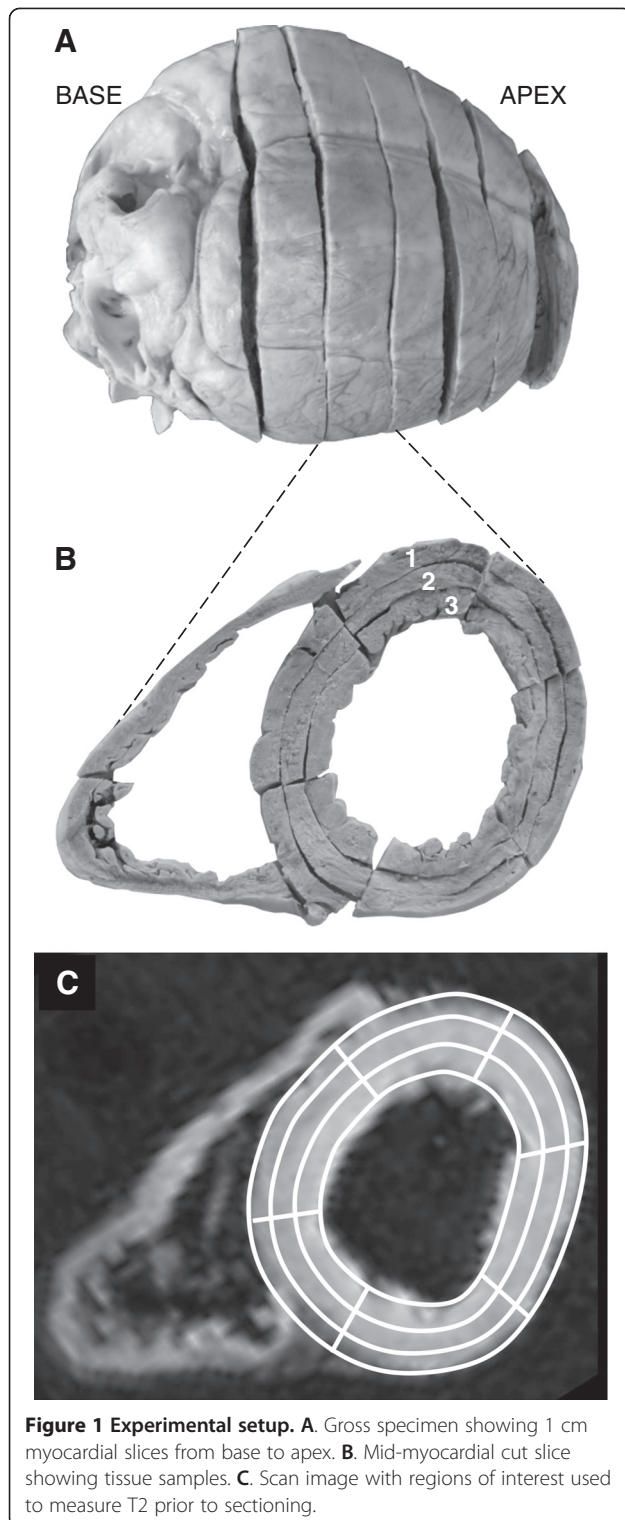 A
BASE APEX
B
1
2
3
C
Figure 1 Experimental setup. A. Gross specimen showing 1 cm
myocardial slices from base to apex. B. Mid-myocardial cut slice
showing tissue samples. C. Scan image with regions of interest used
to measure T2 prior to sectioning.